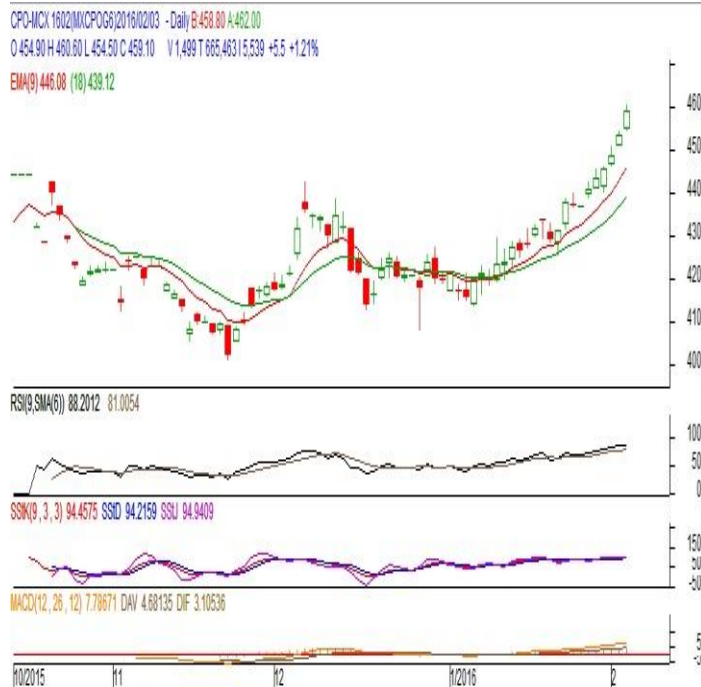 CPO-MCX 1602(MXCPOG6)2016/02/03 - Daily B:458.80 A:462.00
O 454.90 H 460.60 L 454.50 C 459.10 V 1,499 T 665,463 I 5,539 +5.5 +1.21%
EMA(9) 446.08 (18) 439.12
460
450
440
430
420
410
400
RSI(9,SMA(6)) 88.2012 81.0054
100
50
0
SStK(9, 3, 3) 94.4575 SStD 94.2159 SStJ 94.9409
150
100
50
0
-50
MACD(12, 26, 12) 7.78671 DAV 4.68135 DIF 3.10536
5
-5
10/2015 11 12 1/2016 2